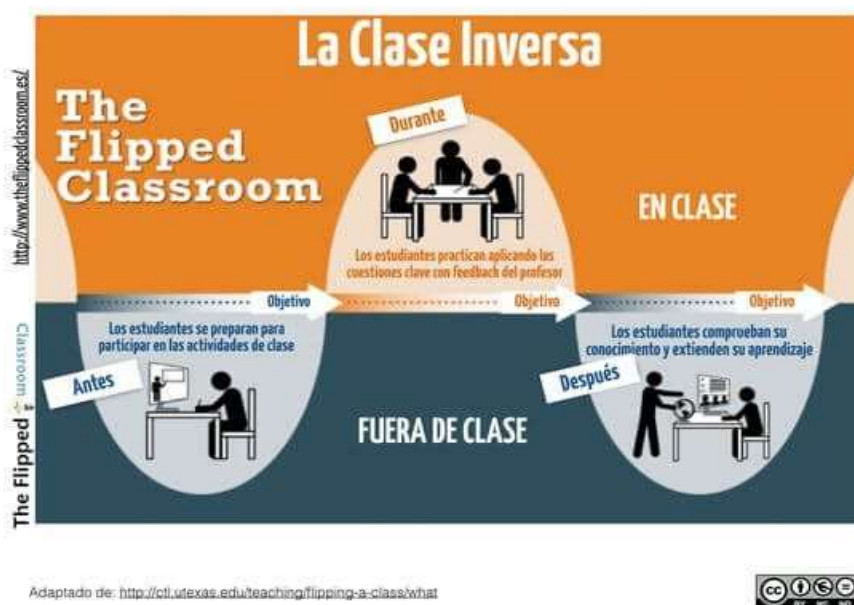 La Clase Inversa
The
Flipped
Classroom
http://www.theflippedclassroom.es/
Durante
EN CLASE
Los estudiantes practican aplicando las
cuestiones clave con feedback del profesor
Objetivo
Objetivo
Objetivo
Los estudiantes se preparan para
participar en las actividades de clase
Antes
Los estudiantes comprueban su
conocimiento y extienden su aprendizaje
Después
FUERA DE CLASE
The Flipped Classroom
Adaptado de: http://ctl.utexas.edu/teaching/flipping-a-class/what
cc